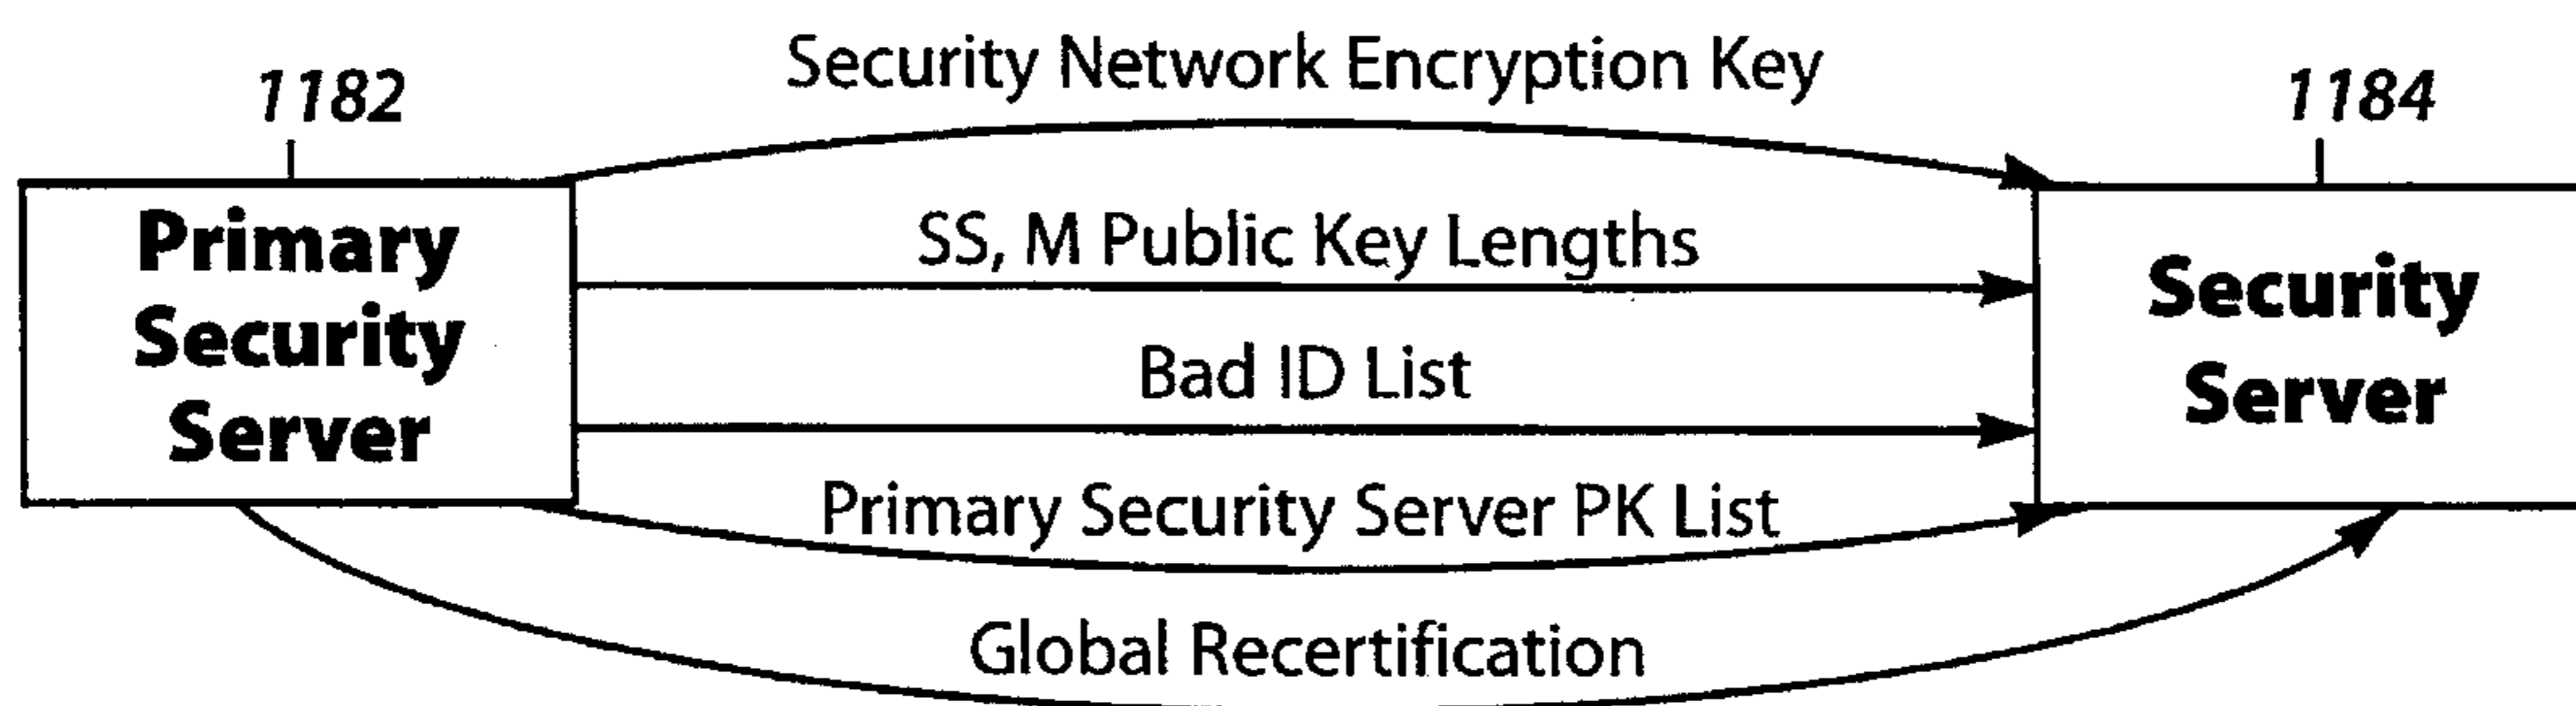 Security Network Encryption Key
1182
1184
Primary
Security
Server
SS, M Public Key Lengths
Bad ID List
Primary Security Server PK List
Global Recertification
Security
Server